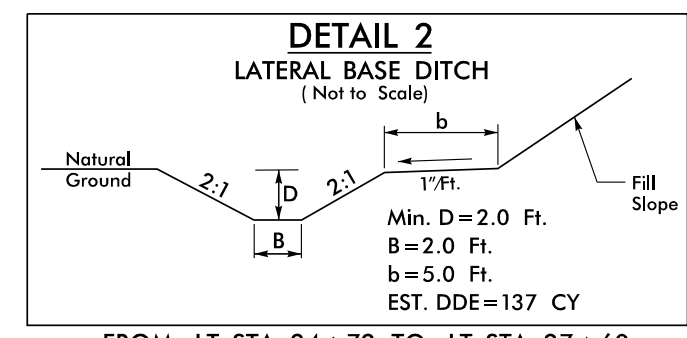 DETAIL 2
LATERAL BASE DITCH
( Not to Scale)
b
Natural
Ground
2:1
D
2:1
1"/Ft.
Fill
Slope
B
Min. D=2.0 Ft.
B=2.0 Ft.
b=5.0 Ft.
EST. DDE=137 CY